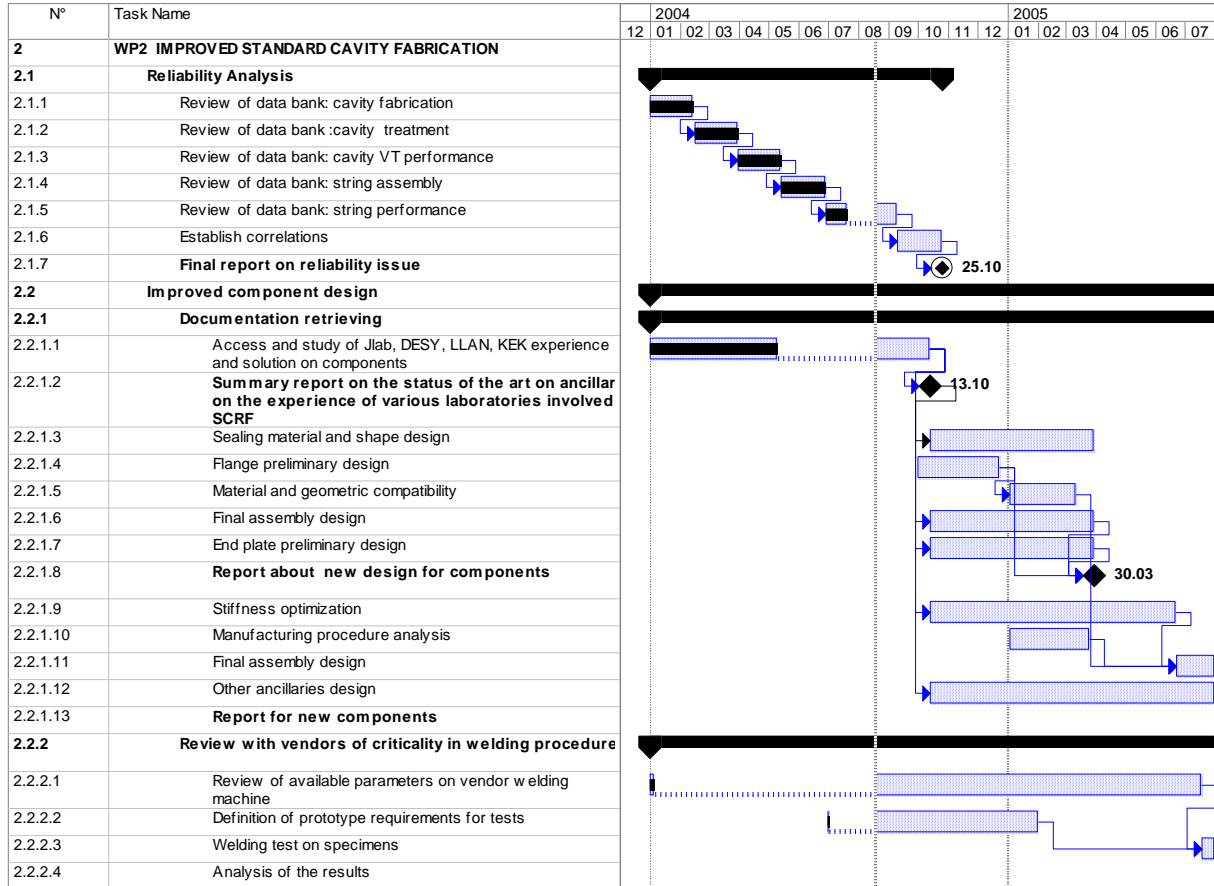 N° Task Name 2004 2005
12 01 02 03 04 05 06 07 08 09 10 11 12 01 02 03 04 05 06 07
2 WP2 IMPROVED STANDARD CAVITY FABRICATION
2.1 Reliability Analysis
2.1.1 Review of data bank: cavity fabrication
2.1.2 Review of data bank :cavity treatment
2.1.3 Review of data bank: cavity VT performance
2.1.4 Review of data bank: string assembly
2.1.5 Review of data bank: string performance
2.1.6 Establish correlations
2.1.7 Final report on reliability issue 25.10
2.2 Improved component design
2.2.1 Documentation retrieving
2.2.1.1 Access and study of Jlab, DESY, LLAN, KEK experience
and solution on components
2.2.1.2 Summary report on the status of the art on ancillar 13.10
on the experience of various laboratories involved
SCRF
2.2.1.3 Sealing material and shape design
2.2.1.4 Flange preliminary design
2.2.1.5 Material and geometric compatibility
2.2.1.6 Final assembly design
2.2.1.7 End plate preliminary design
2.2.1.8 Report about new design for components 30.03
2.2.1.9 Stiffness optimization
2.2.1.10 Manufacturing procedure analysis
2.2.1.11 Final assembly design
2.2.1.12 Other ancillaries design
2.2.1.13 Report for new components
2.2.2 Review with vendors of criticality in welding procedure
2.2.2.1 Review of available parameters on vendor welding
machine
2.2.2.2 Definition of prototype requirements for tests
2.2.2.3 Welding test on specimens
2.2.2.4 Analysis of the results